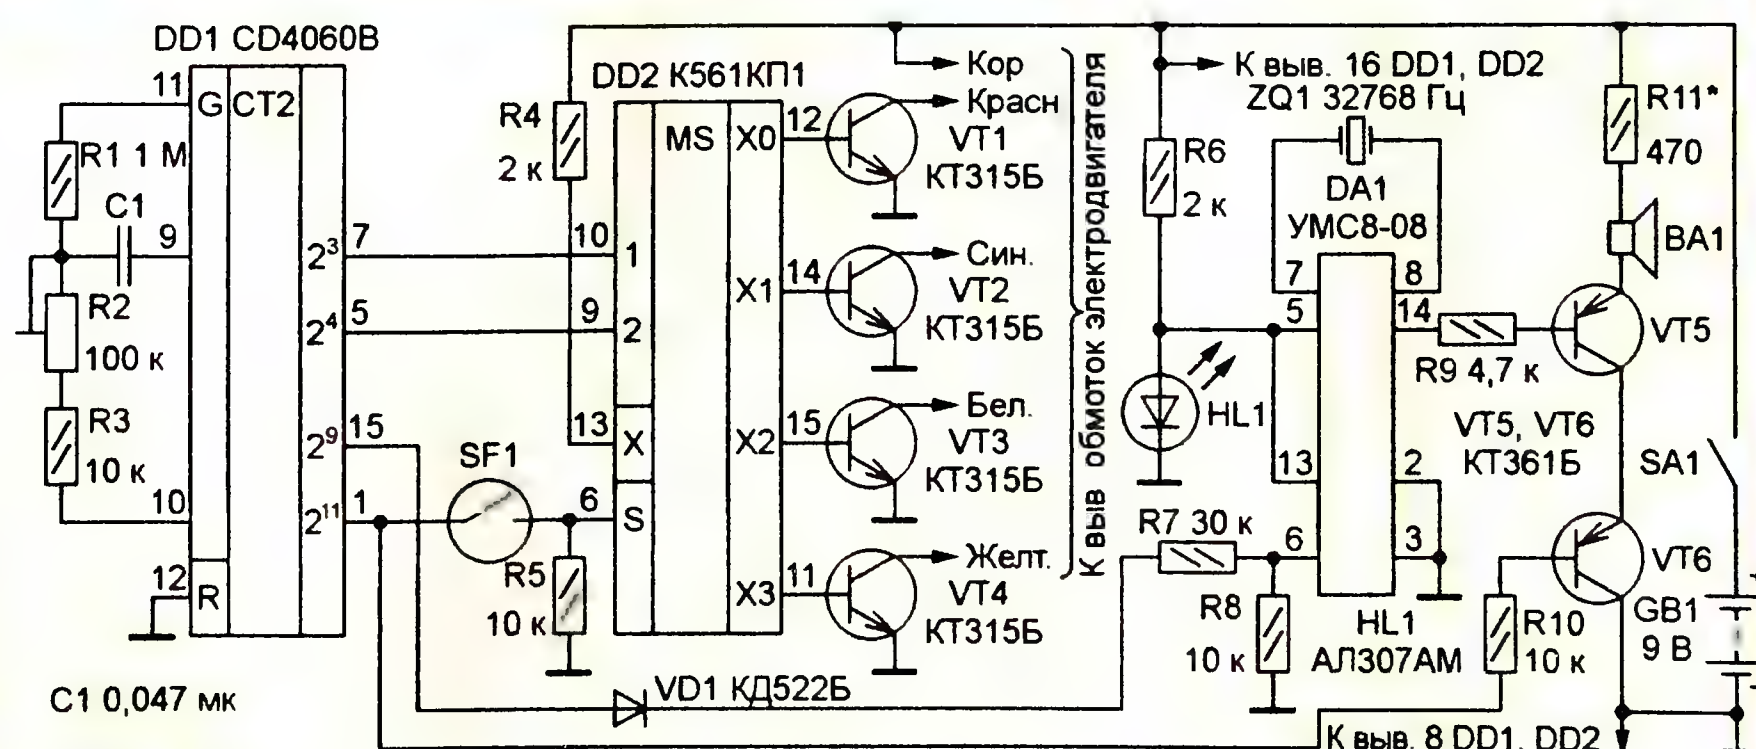 DD1 CD4060B
11
G
CT2
R1 1 М
C1
9
R2
100 к
R3
10 к
10
12
R
2³
7
2⁴
5
2⁹
15
2¹¹
1
C1 0,047 мк
SF1
R4
2 к
R5
10 к
DD2 К561КП1
MS
10
1
9
2
13
X
6
S
X0
12
X1
14
X2
15
X3
11
Кор
Красн
VT1
КТ315Б
Син.
VT2
КТ315Б
Бел.
VT3
КТ315Б
Желт.
VT4
КТ315Б
К выв обмоток электродвигателя
VD1 КД522Б
К выв. 16 DD1, DD2
ZQ1 32768 Гц
R6
2 к
DA1
УМС8-08
7
8
5
14
13
2
6
3
HL1
R7 30 к
R8
10 к
HL1
АЛ307АМ
R9 4,7 к
VT5, VT6
КТ361Б
R10
10 к
R11*
470
BA1
VT5
VT6
SA1
GB1
9 В
К выв. 8 DD1, DD2